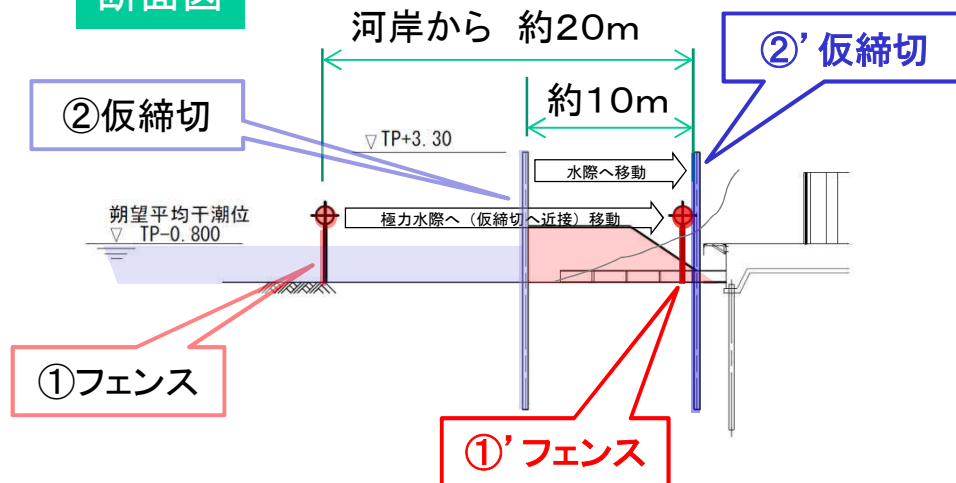 断面図
河岸から 約20m
②’仮締切
約10m
②仮締切
▽TP+3.30
水際へ移動
朔望平均干潮位
▽ TP-0.800
極力水際へ（仮締切へ近接）移動
①フェンス
①’フェンス